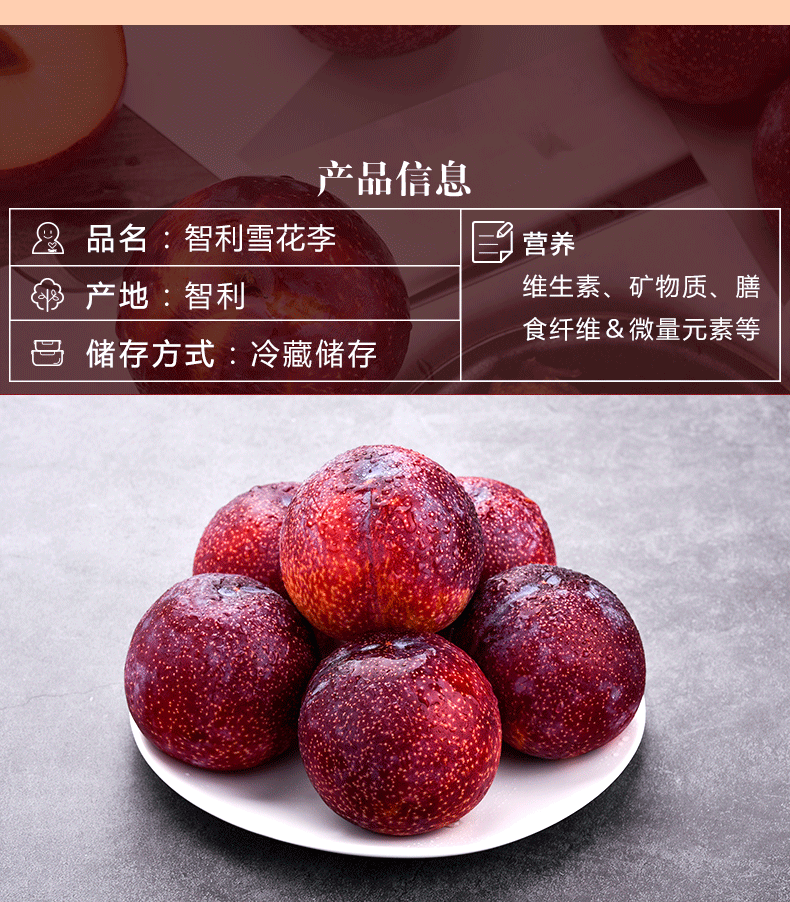 产品信息
品名：智利雪花李
产地：智利
储存方式：冷藏储存
营养
维生素、矿物质、膳
食纤维＆微量元素等